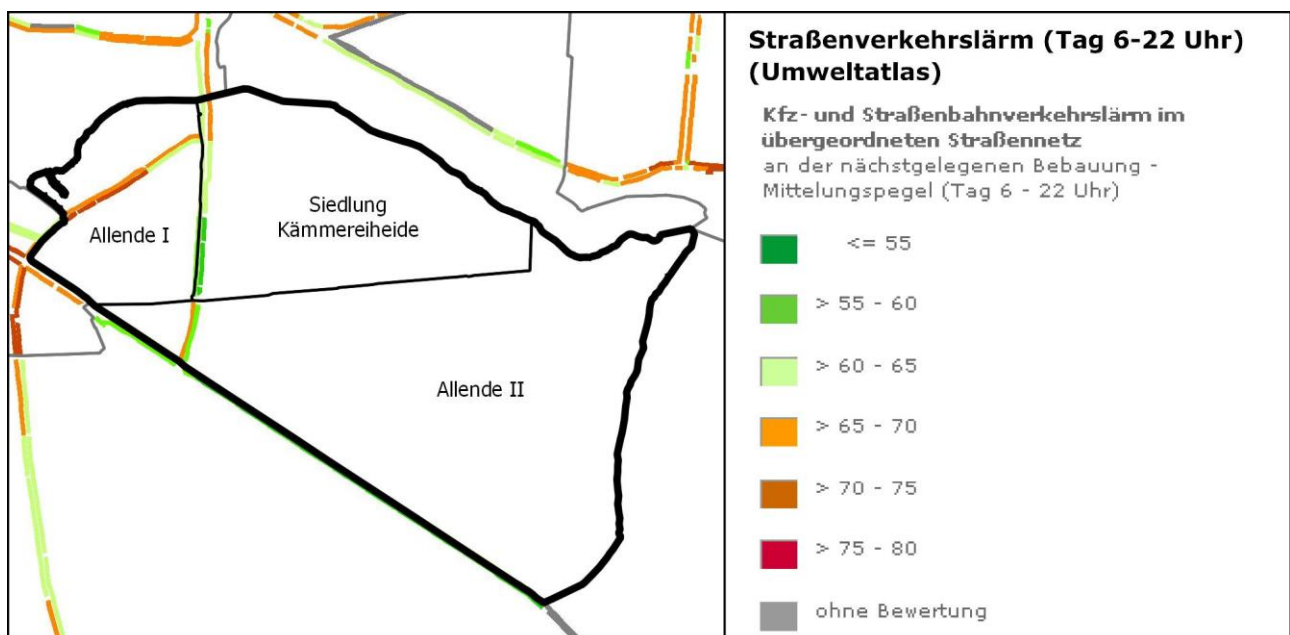 Allende I
Siedlung
Kämmereiheide
Allende II
Straßenverkehrslärm (Tag 6-22 Uhr)
(Umweltatlas)
Kfz- und Straßenbahnverkehrslärm im
übergeordneten Straßennetz
an der nächstgelegenen Bebauung -
Mittelungspegel (Tag 6 - 22 Uhr)
<= 55
> 55 - 60
> 60 - 65
> 65 - 70
> 70 - 75
> 75 - 80
ohne Bewertung